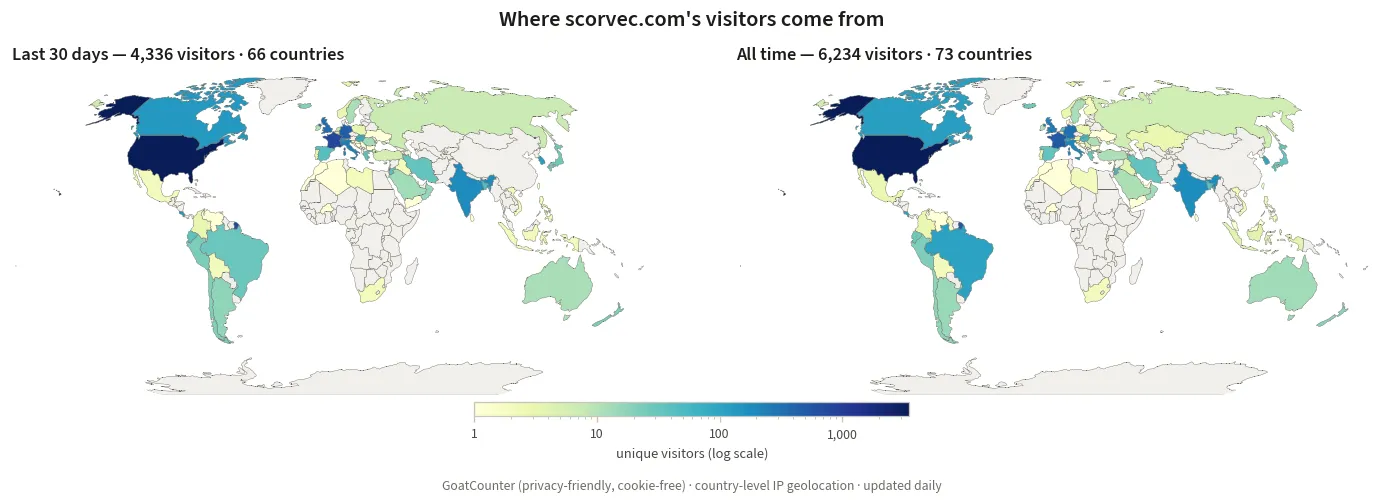 Where scorvec.com's visitors come from
Last 30 days — 4,336 visitors · 66 countries
All time — 6,234 visitors · 73 countries
1 10 100 1,000
unique visitors (log scale)
GoatCounter (privacy-friendly, cookie-free) · country-level IP geolocation · updated daily